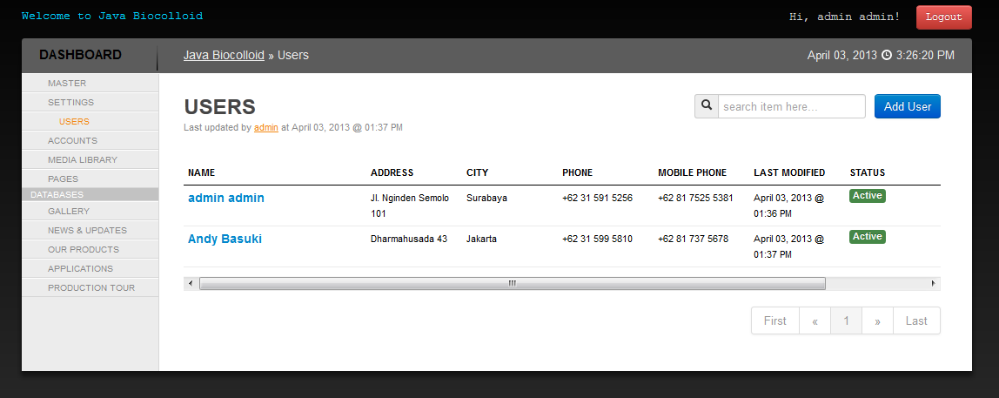 Welcome to Java Biocolloid
Hi, admin admin! Logout
DASHBOARD
Java Biocolloid » Users
April 03, 2013 3:26:20 PM
MASTER
SETTINGS
USERS
ACCOUNTS
MEDIA LIBRARY
PAGES
DATABASES
GALLERY
NEWS & UPDATES
OUR PRODUCTS
APPLICATIONS
PRODUCTION TOUR
USERS
search item here...
Add User
Last updated by admin at April 03, 2013 @ 01:37 PM
NAME ADDRESS CITY PHONE MOBILE PHONE LAST MODIFIED STATUS
admin admin Jl. Nginden Semolo Surabaya +62 31 591 5256 +62 81 7525 5381 April 03, 2013 @ Active
101 01:36 PM
Andy Basuki Dharmahusada 43 Jakarta +62 31 599 5810 +62 81 737 5678 April 03, 2013 @ Active
01:37 PM
First « 1 » Last